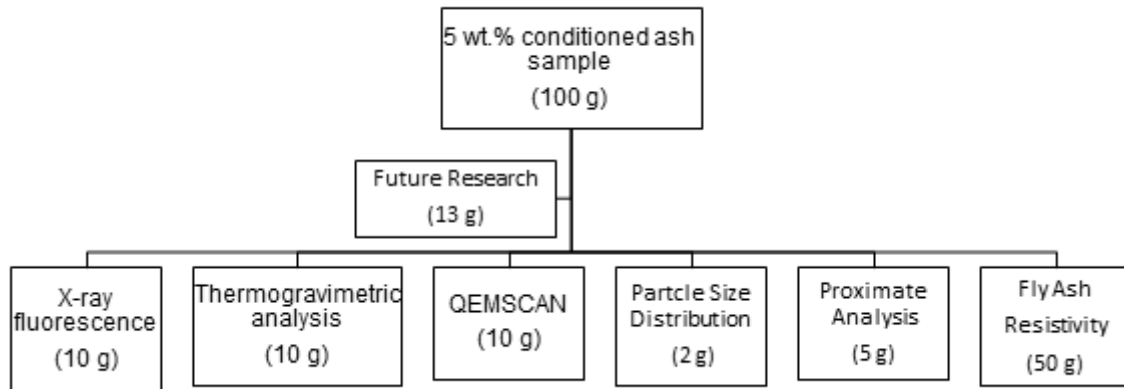 5 wt.% conditioned ash
sample
(100 g)
Future Research
(13 g)
X-ray
fluorescence
(10 g)
Thermogravimetric
analysis
(10 g)
QEMSCAN
(10 g)
Partcle Size
Distribution
(2 g)
Proximate
Analysis
(5 g)
Fly Ash
Resistivity
(50 g)